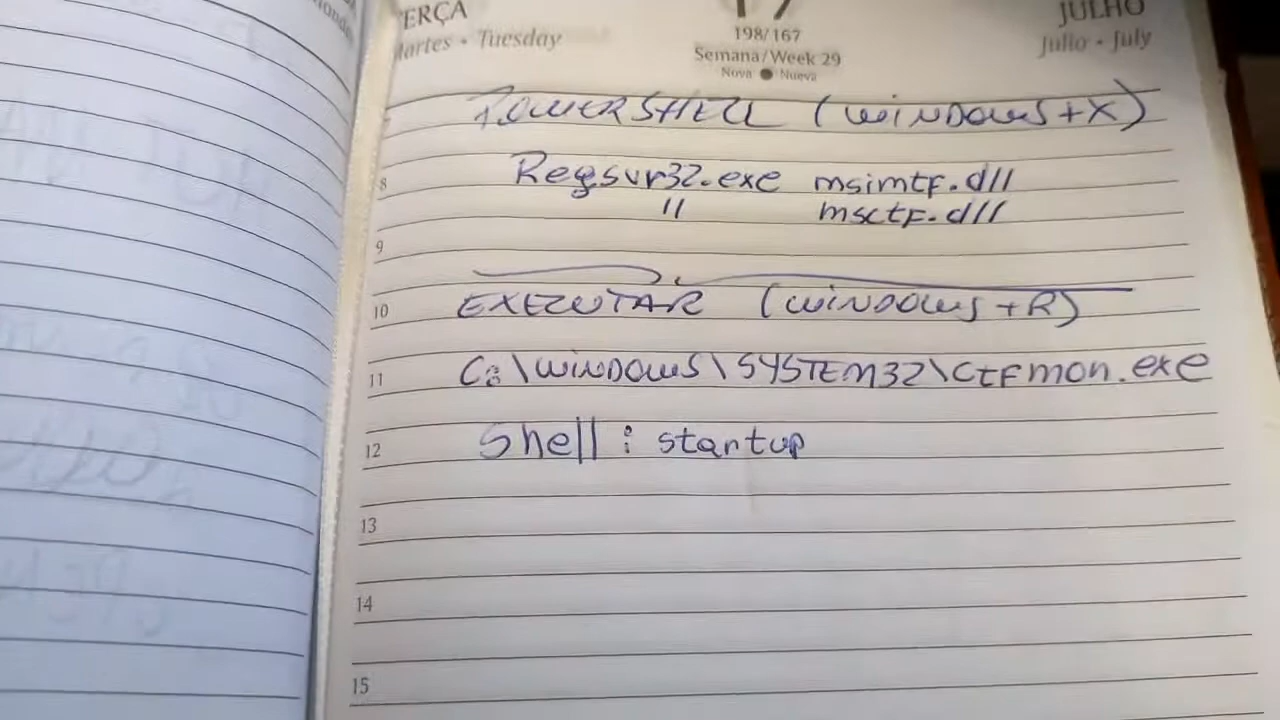 TERÇA
Martes • Tuesday
17
198/167
Semana/Week 29
Nova ● Nueva
JULHO
Julio • July
POWERSHELL (WINDOWS+X)
8
Regsvr32.exe msimtf.dll
" msctf.dll
9
10
EXECUTAR (WINDOWS+R)
11
C:\WINDOWS\SYSTEM32\CTFmon.exe
12
Shell: startup
13
14
15